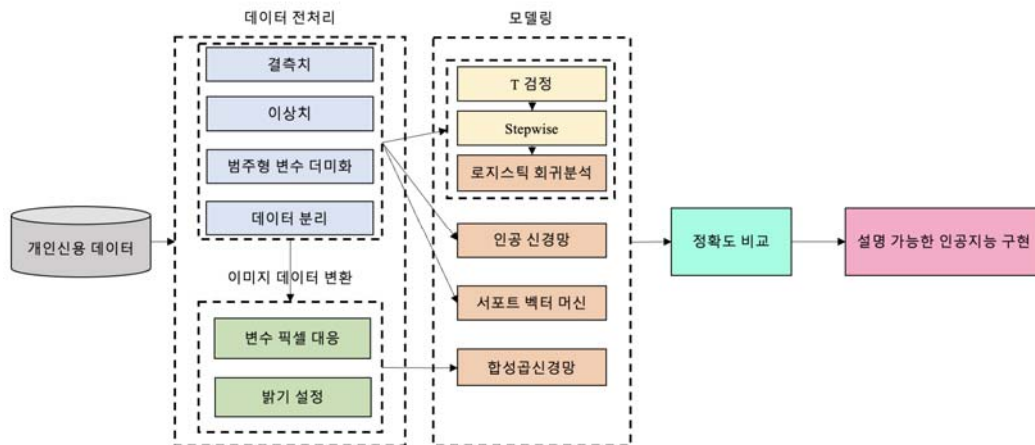 데이터 전처리
모델링
결측치
이상치
범주형 변수 더미화
데이터 분리
T 검정
Stepwise
로지스틱 회귀분석
개인신용 데이터
인공 신경망
정확도 비교
설명 가능한 인공지능 구현
이미지 데이터 변환
서포트 벡터 머신
변수 픽셀 대응
합성곱신경망
밝기 설정